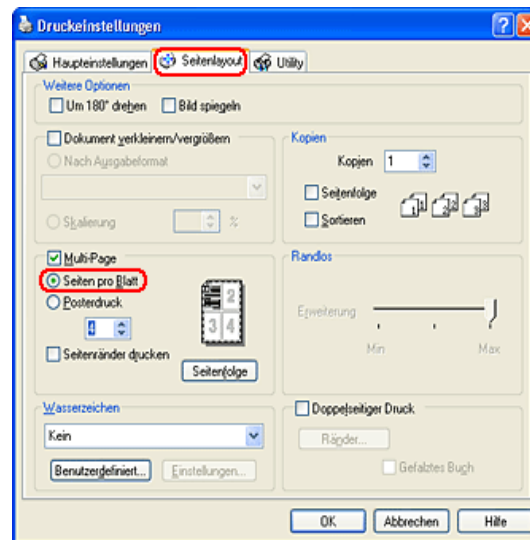 Druckeinstellungen
Haupteinstellungen Seitenlayout Utility
Weitere Optionen
Um 180° drehen Bild spiegeln
Dokument verkleinern/vergrößern
Nach Ausgabeformat
Skalierung %
Kopien
Kopien 1
Seitenfolge
Sortieren
Multi-Page
Seiten pro Blatt
Posterdruck
4
2
3 4
Seitenränder drucken
Seitenfolge
Randlos
Erweiterung
Min Max
Wasserzeichen
Kein
Benutzerdefiniert... Einstellungen...
Doppelseitiger Druck
Ränder...
Gefalztes Buch
OK Abbrechen Hilfe